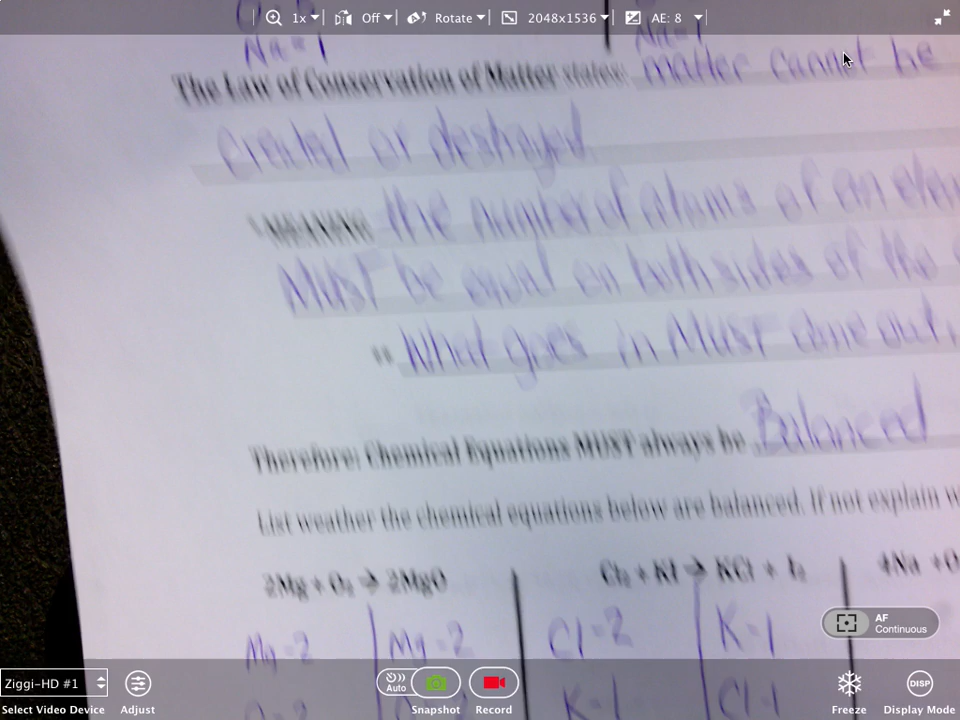 1x Off Rotate 2048x1536 AE: 8
Na = 1 Na = 1
The Law of Conservation of Matter states: matter cannot be
created or destroyed
MEANING the number of atoms of an
MUST be equal on both sides of the
" What goes in MUST come out,
Therefore: Chemical Equations MUST always be Balanced
List weather the chemical equations below are balanced. If not explain
2Mg + O₂ → 2MgO Cl₂ + KI → KCl + I₂ 4Na + O
Mg = 2 Mg = 2 Cl = 2 K = 1
AF
Continuous
O = 2 K = 1 Cl = 1
Ziggi-HD #1 Auto DISP
Select Video Device Adjust Snapshot Record Freeze Display Mode